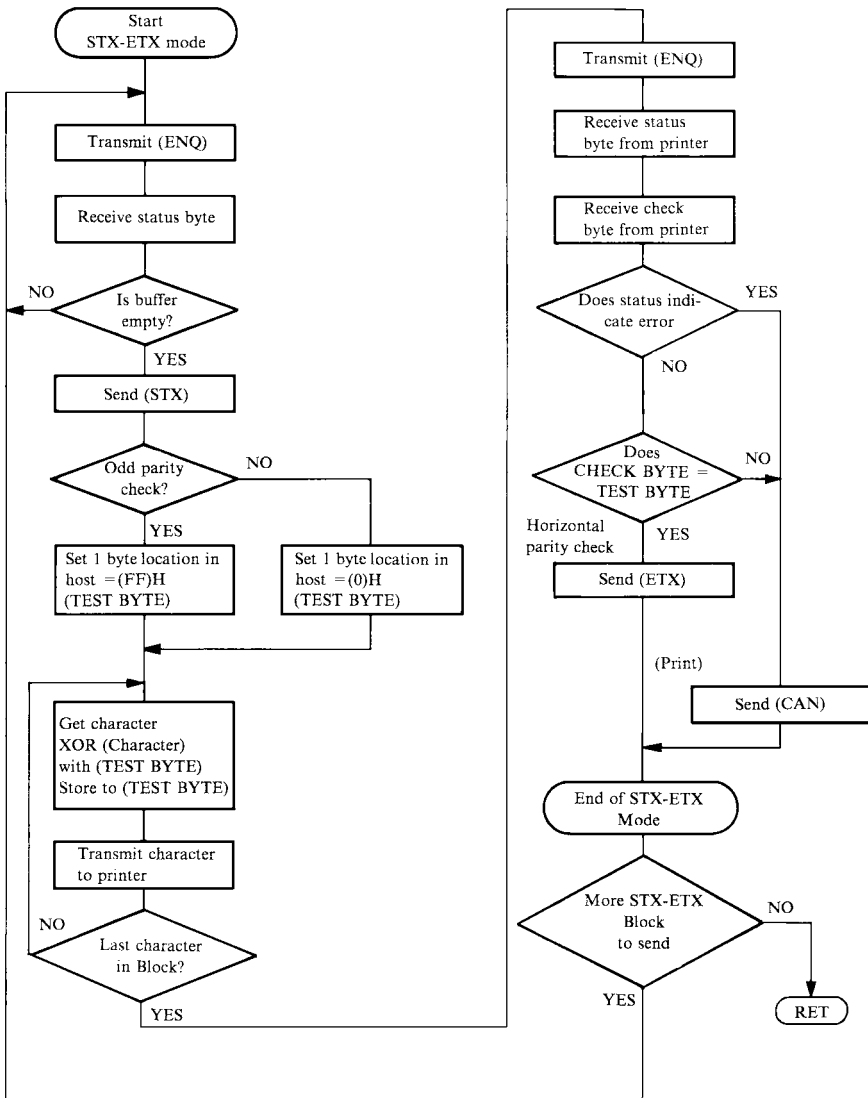 Start
STX-ETX mode
Transmit (ENQ)
Receive status byte
NO
Is buffer
empty?
YES
Send (STX)
Odd parity
check?
NO
YES
Set 1 byte location in
host =(FF)H
(TEST BYTE)
Set 1 byte location in
host =(0)H
(TEST BYTE)
Get character
XOR (Character)
with (TEST BYTE)
Store to (TEST BYTE)
Transmit character
to printer
NO
Last character
in Block?
YES
Transmit (ENQ)
Receive status
byte from printer
Receive check
byte from printer
Does status indi-
cate error
YES
NO
Does
CHECK BYTE =
TEST BYTE
NO
Horizontal
parity check
YES
Send (ETX)
(Print)
Send (CAN)
End of STX-ETX
Mode
More STX-ETX
Block
to send
NO
YES
RET